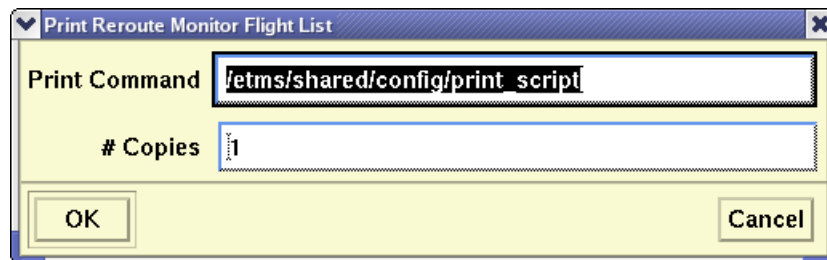 Print Reroute Monitor Flight List
Print Command /etms/shared/config/print_script
# Copies 1
OK Cancel